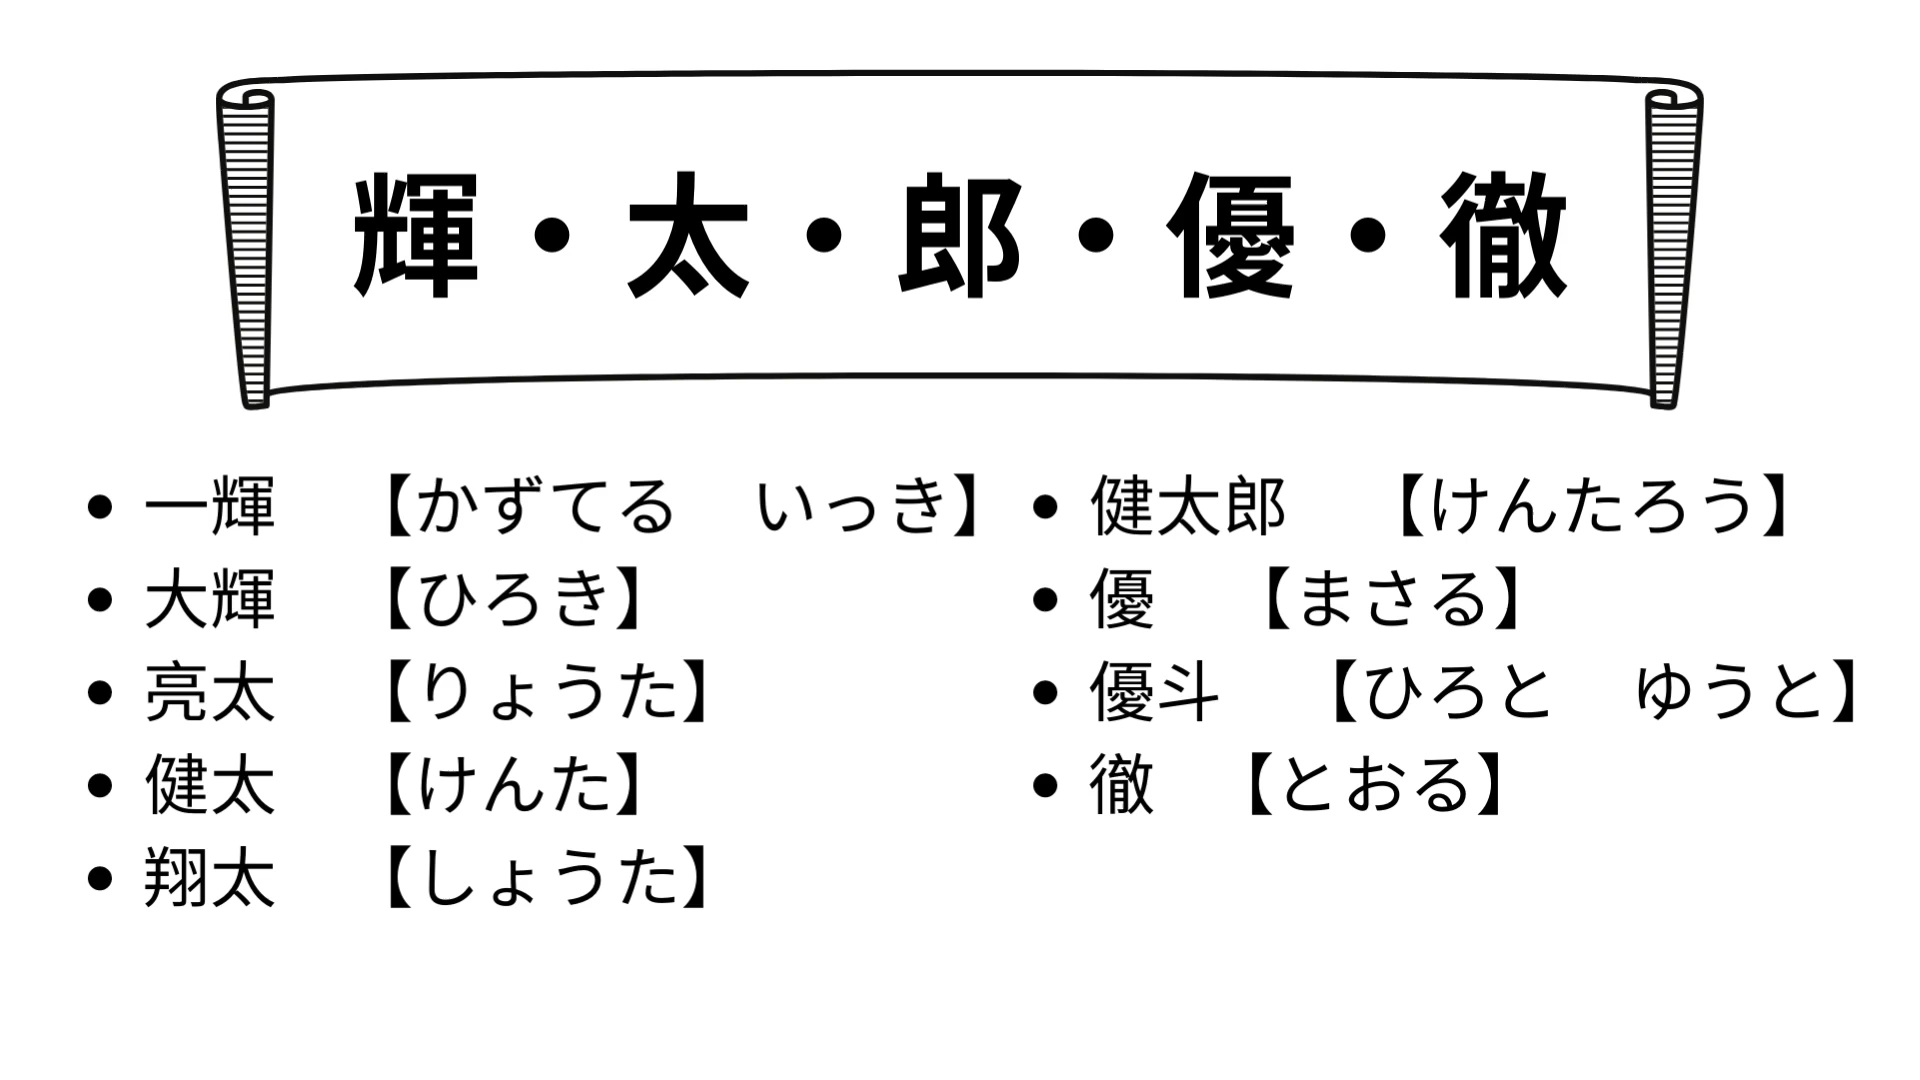 輝・太・郎・優・徹
• 一輝　【かずてる　いっき】
• 大輝　【ひろき】
• 亮太　【りょうた】
• 健太　【けんた】
• 翔太　【しょうた】
• 健太郎　【けんたろう】
• 優　【まさる】
• 優斗　【ひろと　ゆうと】
• 徹　【とおる】